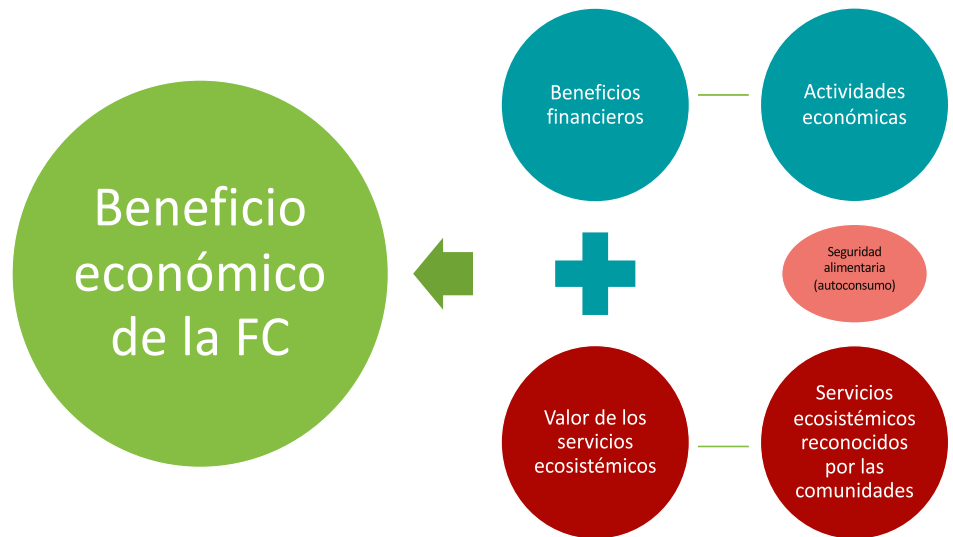 Beneficio
económico
de la FC
Beneficios
financieros
Actividades
económicas
Seguridad
alimentaria
(autoconsumo)
Valor de los
servicios
ecosistémicos
Servicios
ecosistémicos
reconocidos
por las
comunidades